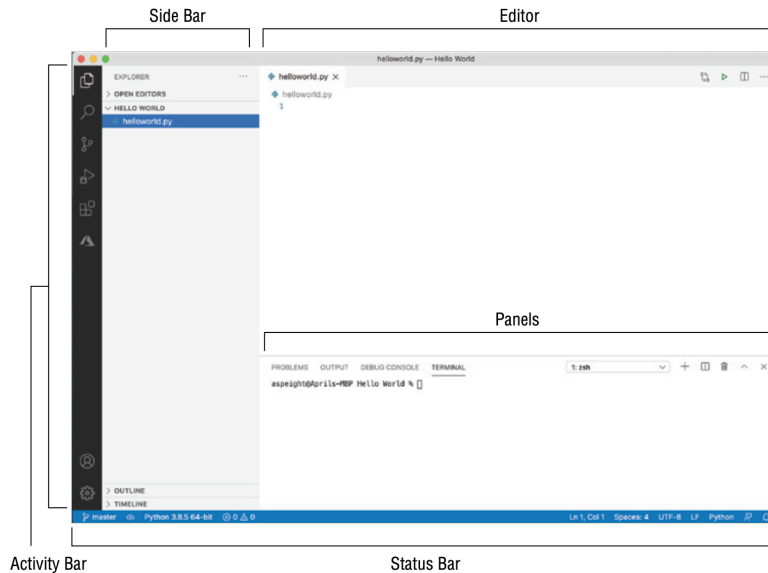 Side Bar
Editor
helloworld.py — Hello World
EXPLORER
helloworld.py
OPEN EDITORS
HELLO WORLD
helloworld.py
helloworld.py
1
Panels
PROBLEMS OUTPUT DEBUG CONSOLE TERMINAL 1: zsh
aspeight@Aprils-MBP Hello World %
OUTLINE
TIMELINE
master Python 3.8.5 64-bit 0 0 Ln 1, Col 1 Spaces: 4 UTF-8 LF Python
Activity Bar
Status Bar